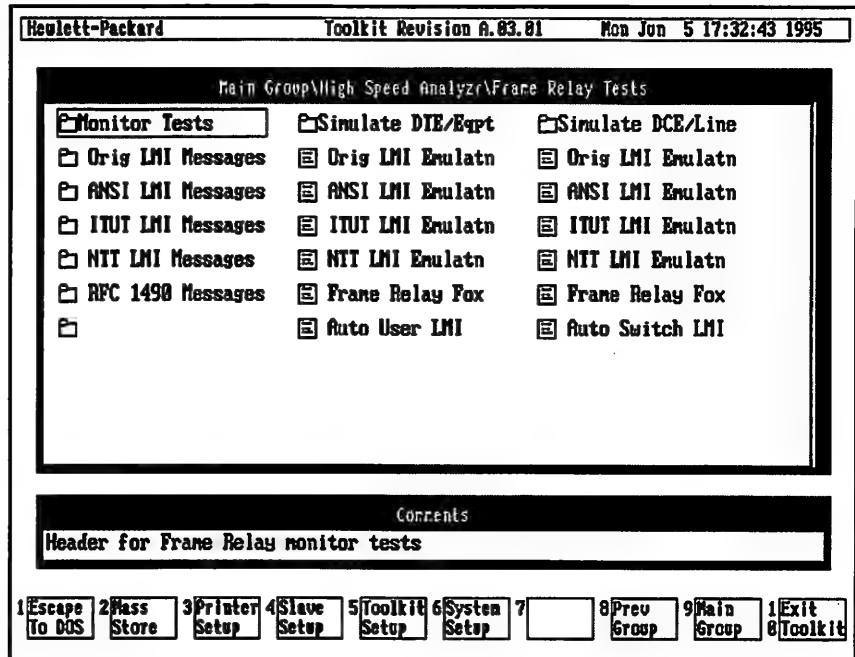 Hewlett-Packard Toolkit Revision A.03.01 Mon Jun 5 17:32:43 1995
Main Group\High Speed Analyzr\Frame Relay Tests
Monitor Tests Simulate DTE/Eqpt Simulate DCE/Line
Orig LMI Messages Orig LMI Emulatn Orig LMI Emulatn
ANSI LMI Messages ANSI LMI Emulatn ANSI LMI Emulatn
ITUT LMI Messages ITUT LMI Emulatn ITUT LMI Emulatn
NTT LMI Messages NTT LMI Emulatn NTT LMI Emulatn
RFC 1490 Messages Frame Relay Fox Frame Relay Fox
Auto User LMI Auto Switch LMI
Comments
Header for Frame Relay monitor tests
1 Escape 2 Mass 3 Printer 4 Slave 5 Toolkit 6 System 7 8 Prev 9 Main 1 Exit
To DOS Store Setup Setup Setup Setup Group Group 0 Toolkit